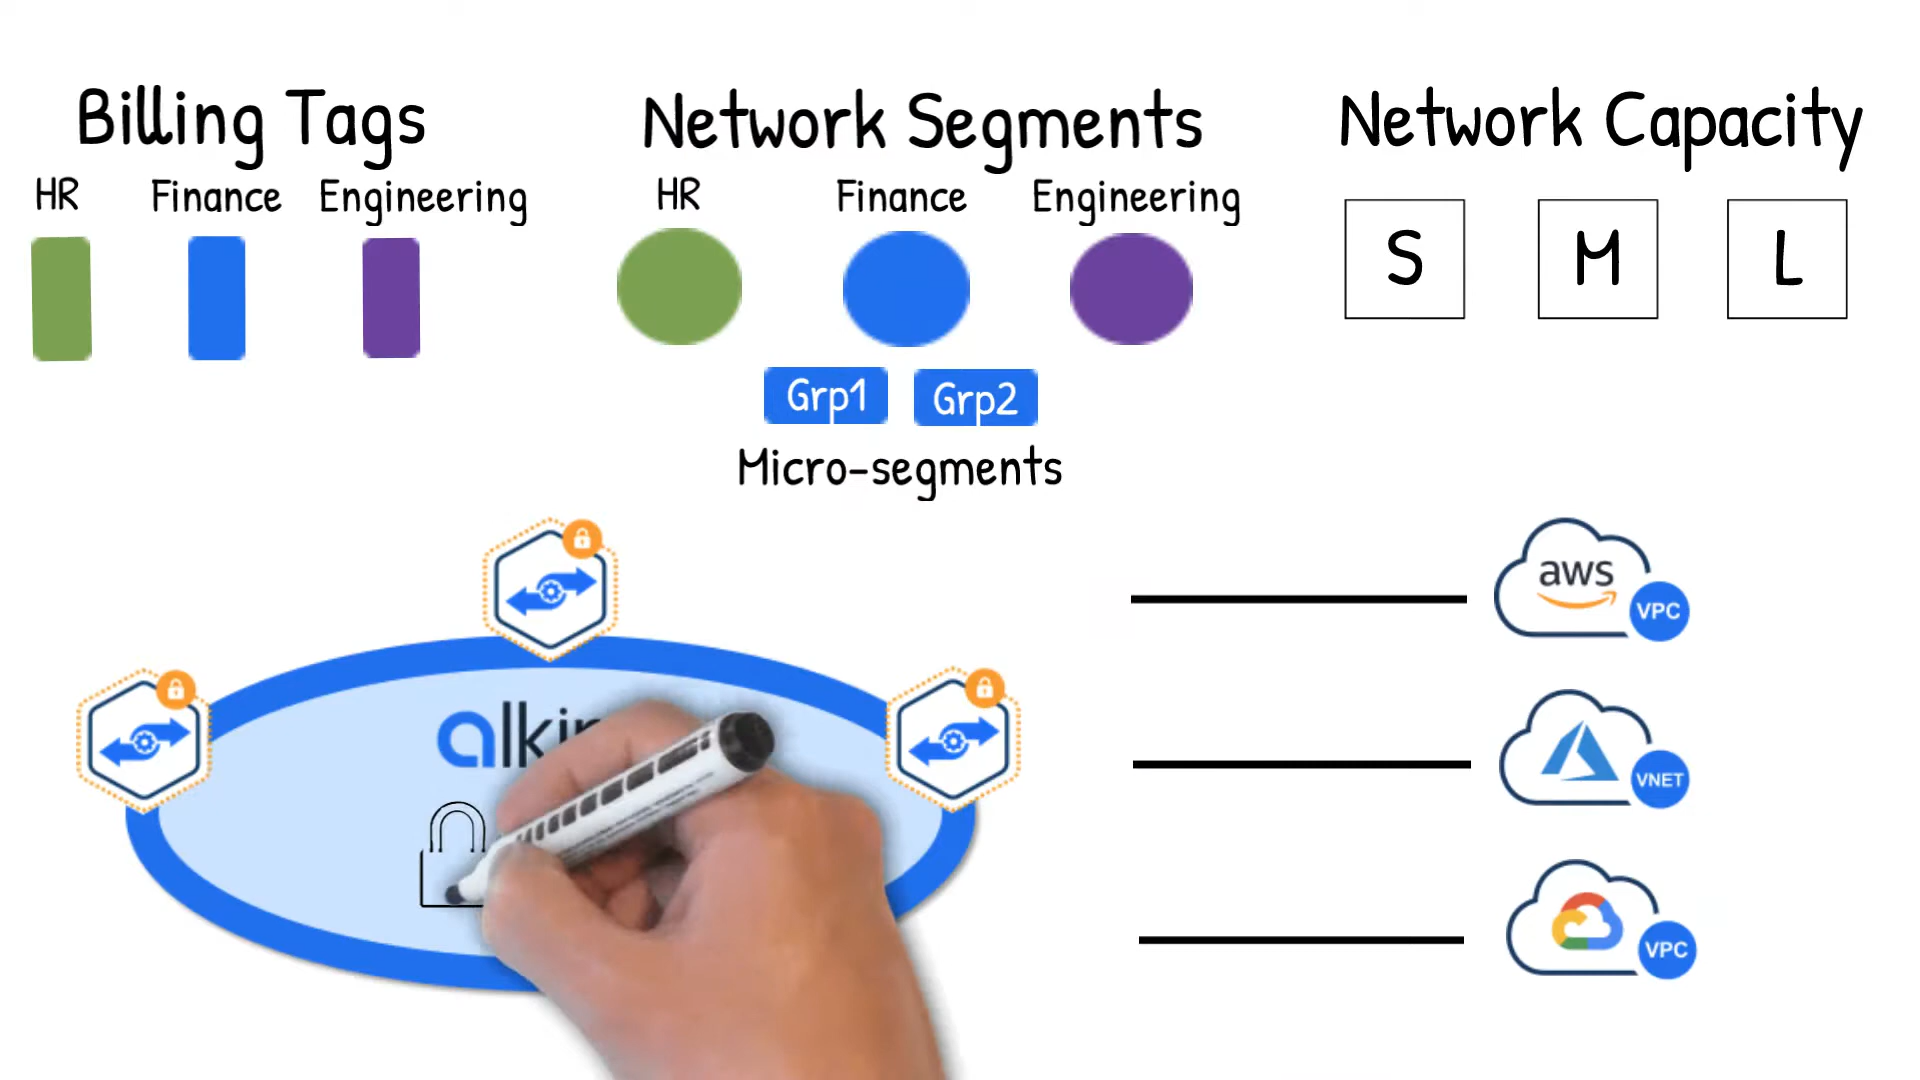 Billing Tags
HR Finance Engineering
Network Segments
HR Finance Engineering
Grp1 Grp2
Micro-segments
Network Capacity
S M L
aws
VPC
VNET
VPC